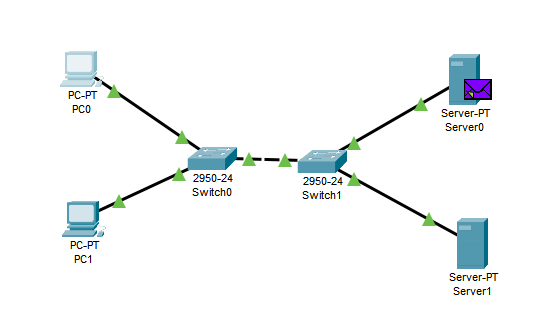 PC-PT
PC0
Server-PT
Server0
2950-24
Switch0
2950-24
Switch1
PC-PT
PC1
Server-PT
Server1